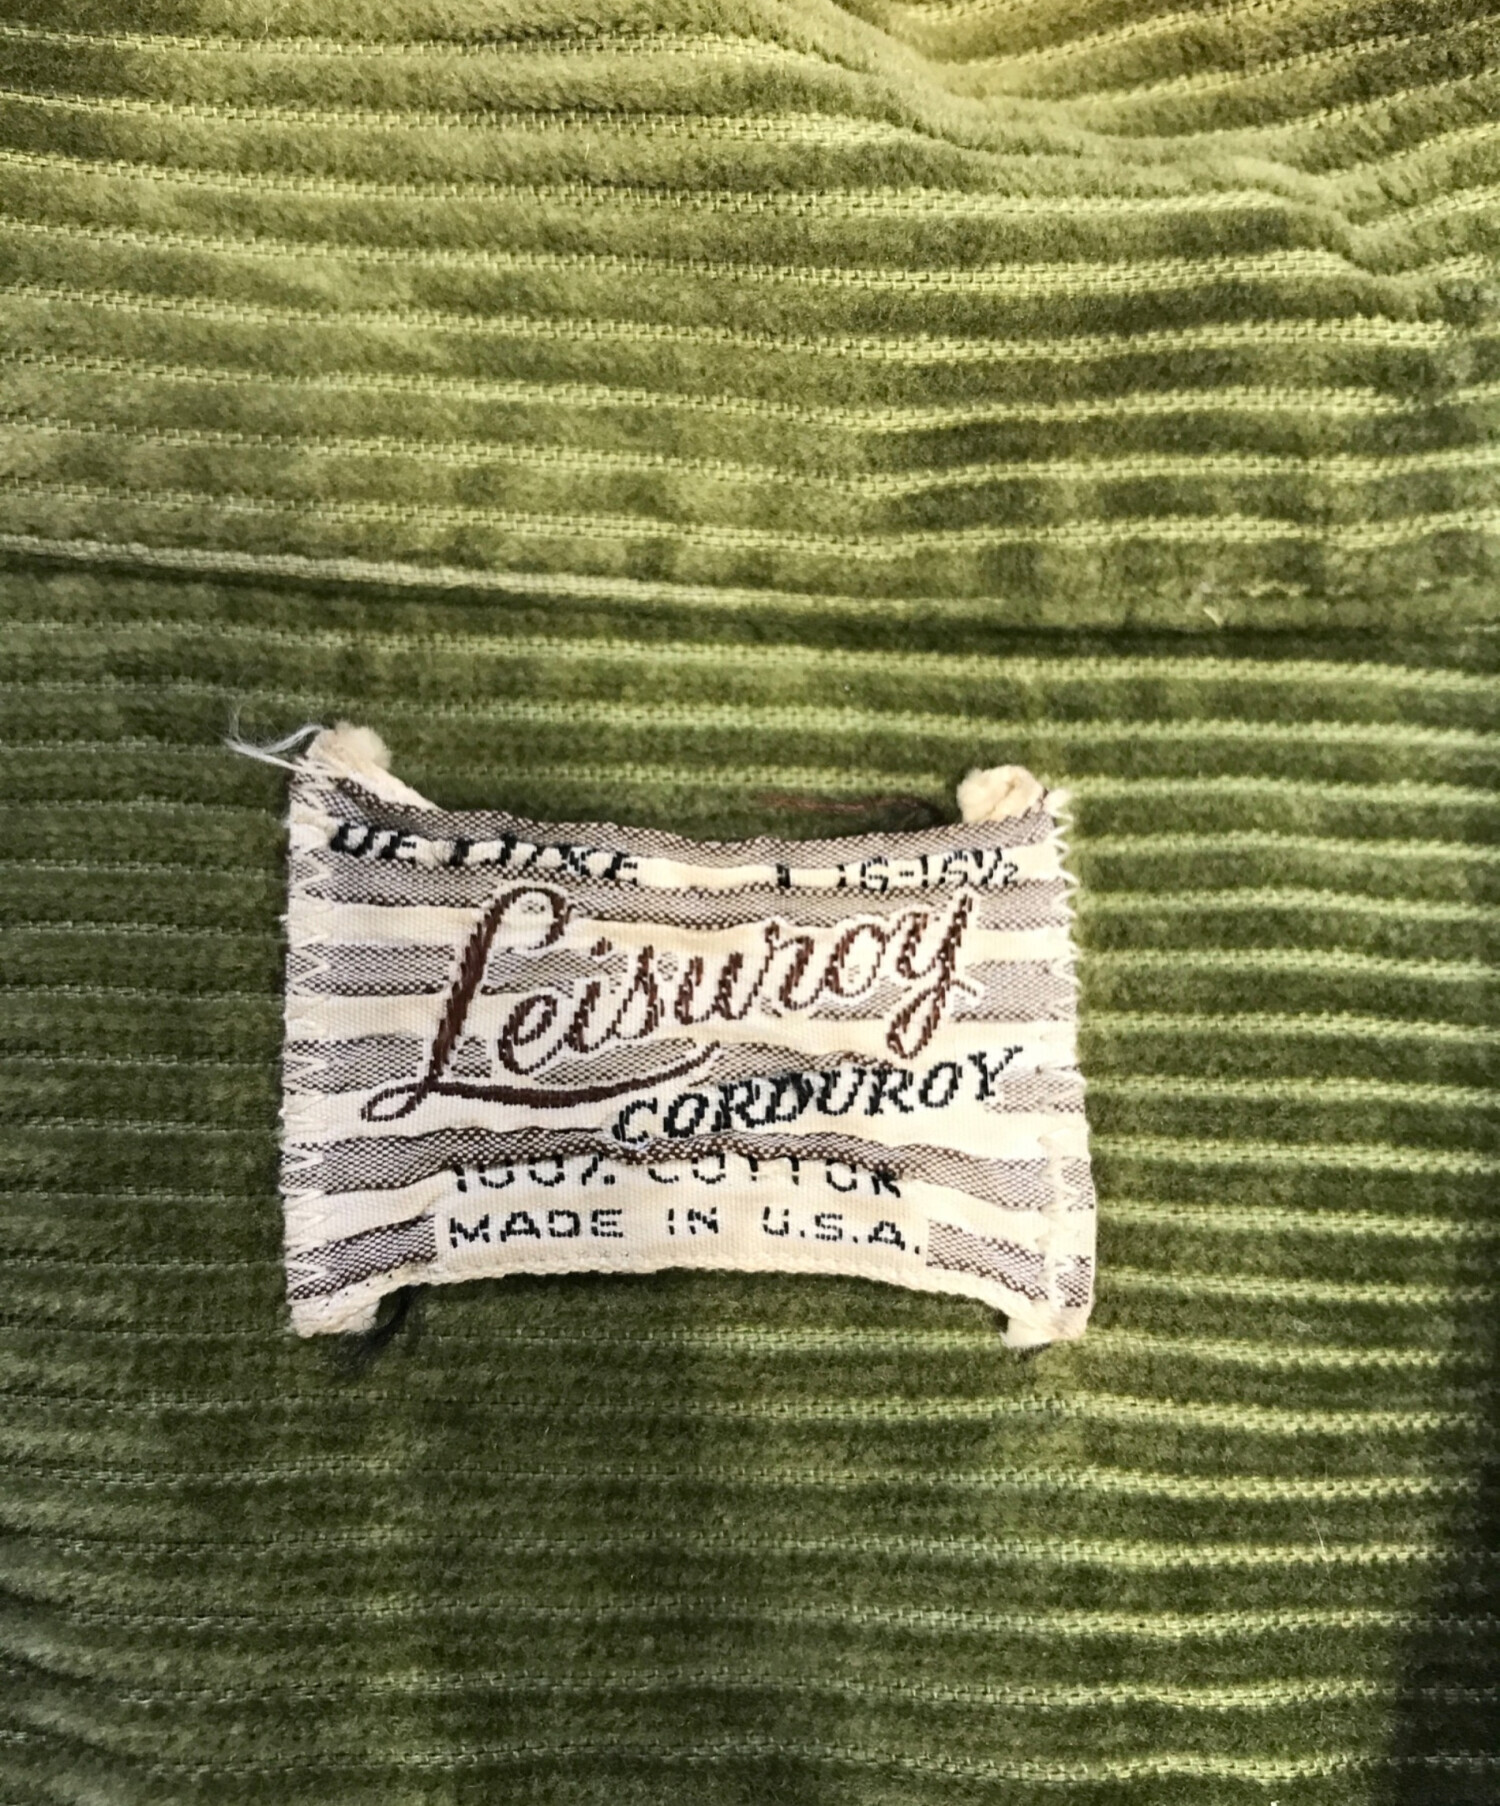 DE LUXE L 16-16½
Leisuroy
CORDUROY
100% COTTON
MADE IN U.S.A.